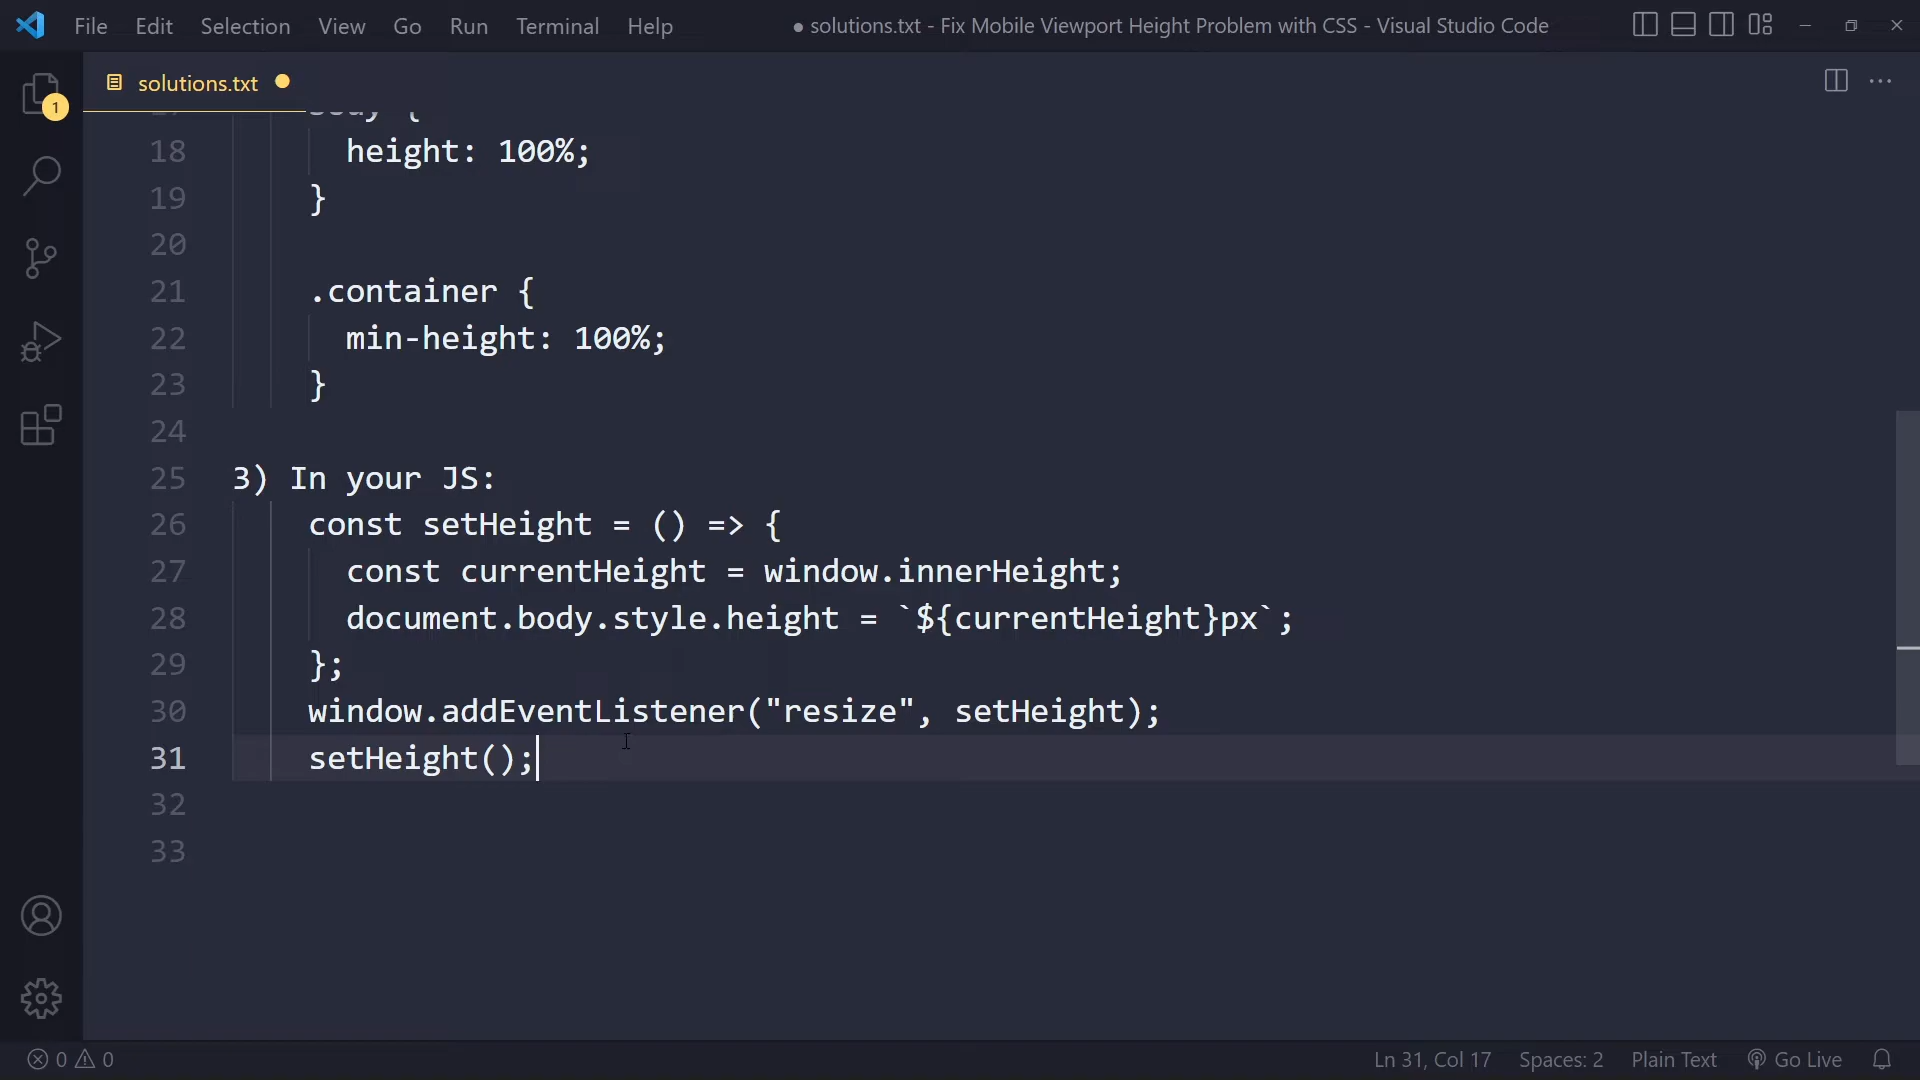 File Edit Selection View Go Run Terminal Help ● solutions.txt - Fix Mobile Viewport Height Problem with CSS - Visual Studio Code
solutions.txt
1
18 height: 100%;
19 }
20
21 .container {
22 min-height: 100%;
23 }
24
25 3) In your JS:
26 const setHeight = () => {
27 const currentHeight = window.innerHeight;
28 document.body.style.height = `${currentHeight}px`;
29 };
30 window.addEventListener("resize", setHeight);
31 setHeight();
32
33
0 0 Ln 31, Col 17 Spaces: 2 Plain Text Go Live